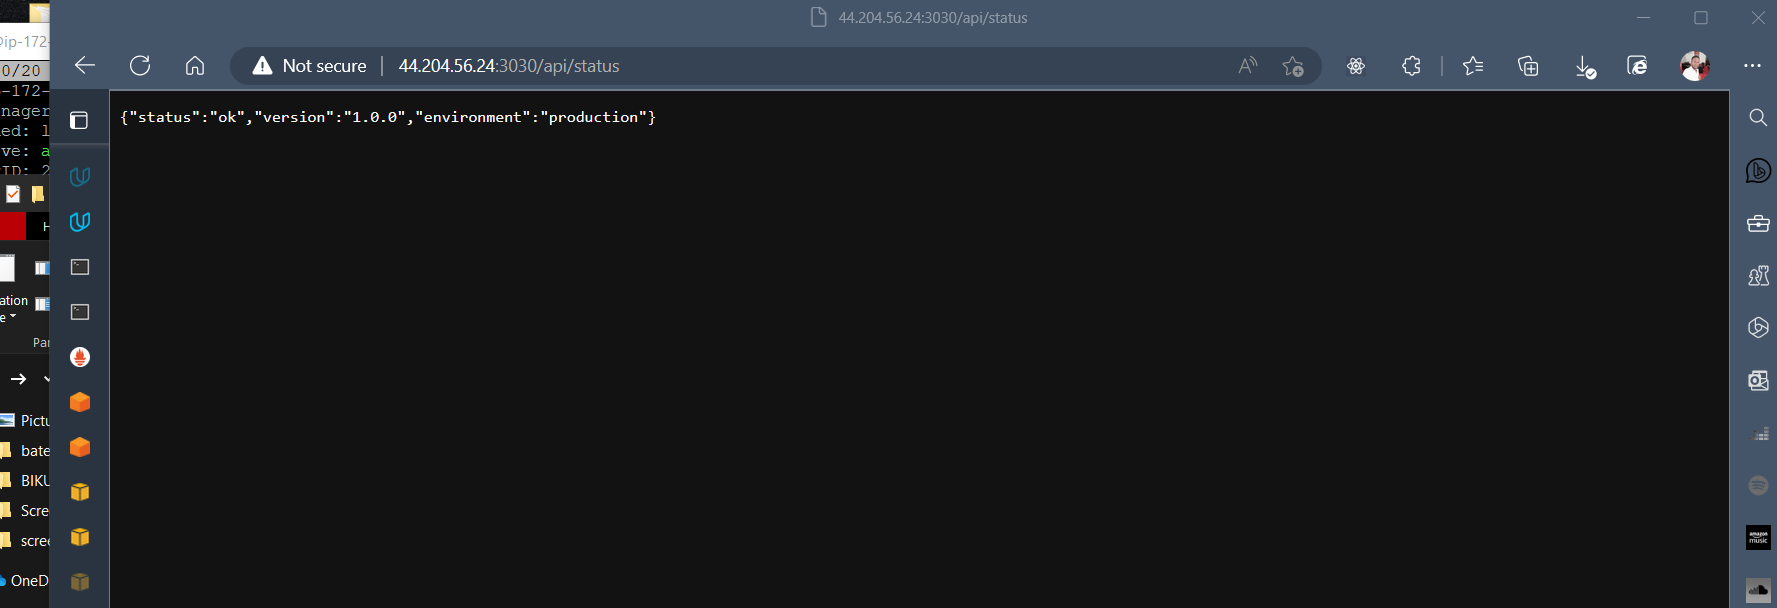 44.204.56.24:3030/api/status
Not secure
44.204.56.24:3030/api/status
{"status":"ok","version":"1.0.0","environment":"production"}
@ip-172-
0/20
-172-
nager
ed: l
ve: a
PID: 2
H
ation
e
Par
Pictu
bate
BIKU
Scre
scree
OneD
amazon
music